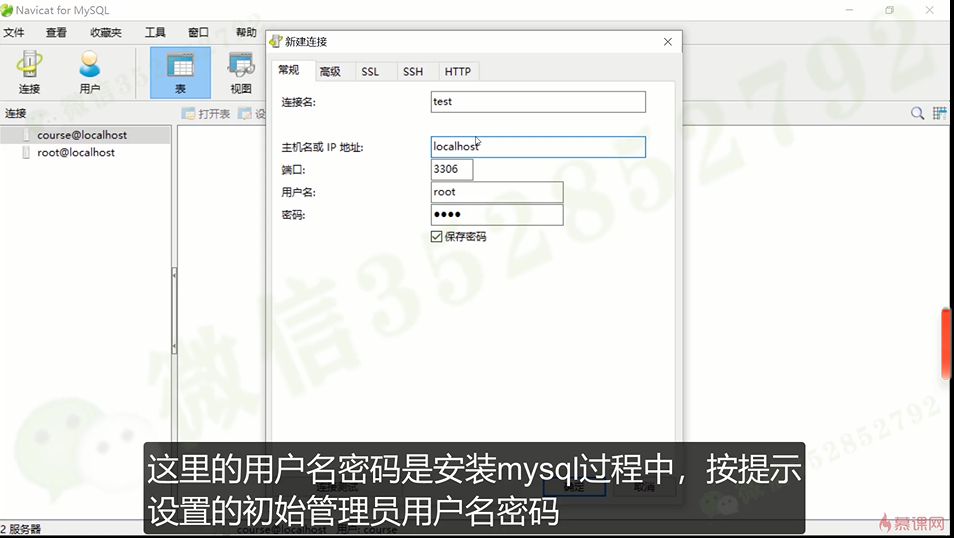 Navicat for MySQL
文件 查看 收藏夹 工具 窗口 帮助
连接 用户 表 视图
连接 打开表 设
course@localhost
root@localhost
新建连接
常规 高级 SSL SSH HTTP
连接名: test
主机名或 IP 地址: localhost
端口: 3306
用户名: root
密码: ●●●●
保存密码
微信352852792
连接测试 确定 取消
这里的用户名密码是安装mysql过程中，按提示
设置的初始管理员用户名密码
2 服务器 course@localhost 用户: course
慕课网